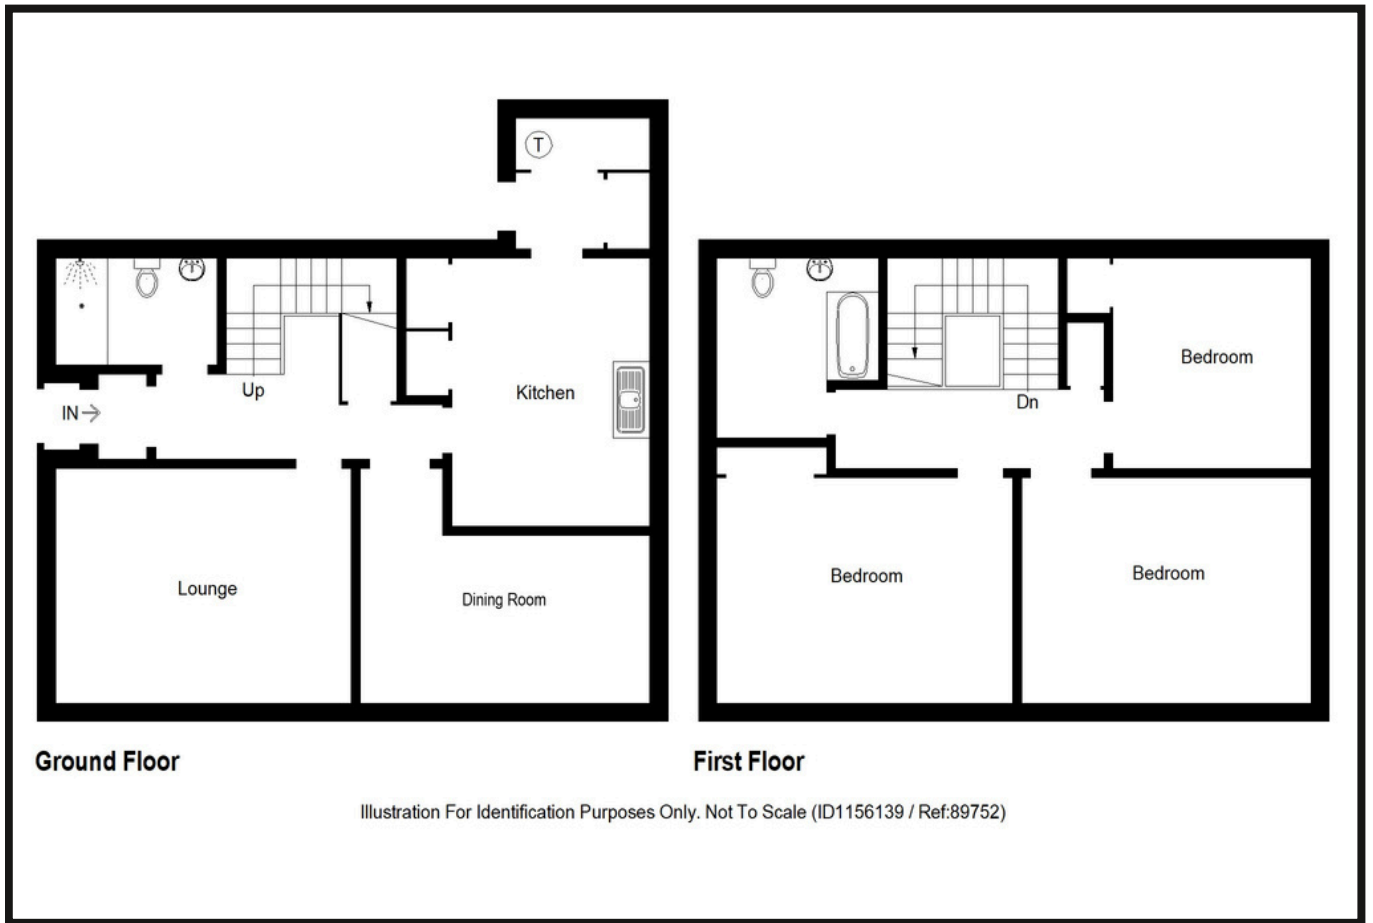 T
IN
Up
Kitchen
Lounge
Dining Room
Bedroom
Dn
Bedroom
Bedroom
Ground Floor
First Floor
Illustration For Identification Purposes Only. Not To Scale (ID1156139 / Ref:89752)